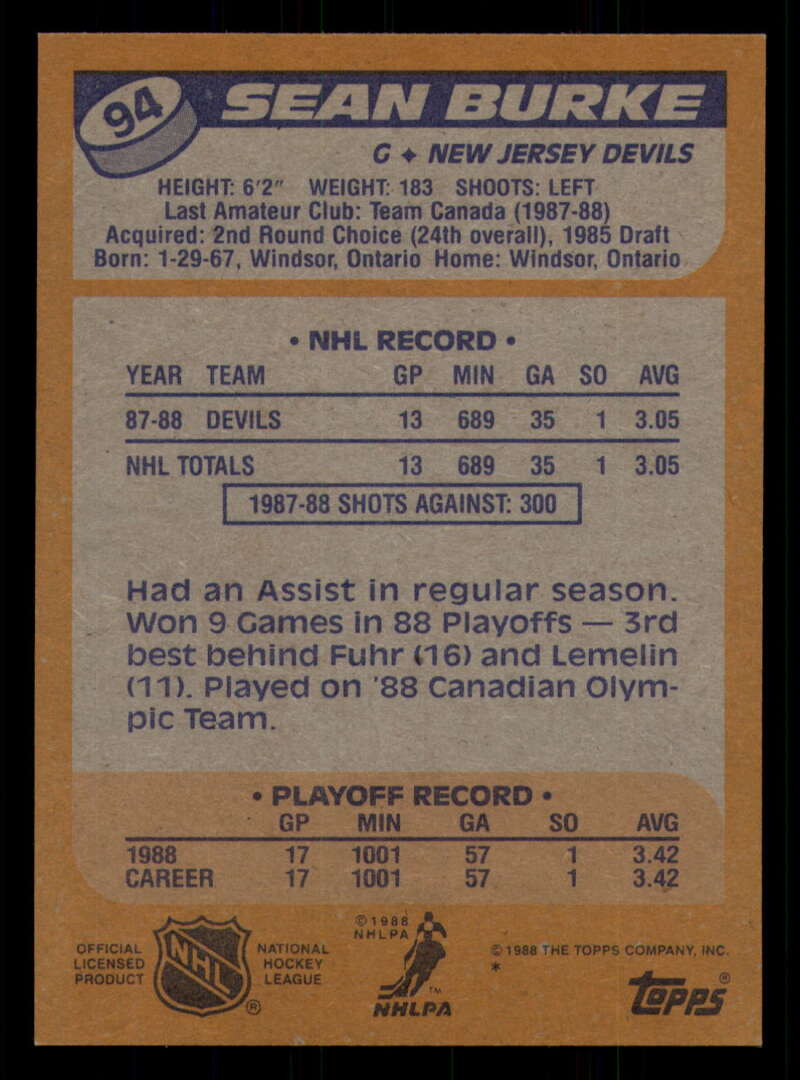 94 SEAN BURKE
G ✦ NEW JERSEY DEVILS
HEIGHT: 6'2" WEIGHT: 183 SHOOTS: LEFT
Last Amateur Club: Team Canada (1987-88)
Acquired: 2nd Round Choice (24th overall), 1985 Draft
Born: 1-29-67, Windsor, Ontario Home: Windsor, Ontario
• NHL RECORD •
YEAR TEAM GP MIN GA SO AVG
87-88 DEVILS 13 689 35 1 3.05
NHL TOTALS 13 689 35 1 3.05
1987-88 SHOTS AGAINST: 300
Had an Assist in regular season.
Won 9 Games in 88 Playoffs — 3rd
best behind Fuhr (16) and Lemelin
(11). Played on '88 Canadian Olym-
pic Team.
• PLAYOFF RECORD •
GP MIN GA SO AVG
1988 17 1001 57 1 3.42
CAREER 17 1001 57 1 3.42
OFFICIAL
LICENSED
PRODUCT
NHL ®
NATIONAL
HOCKEY
LEAGUE
© 1988
NHLPA
TM
NHLPA
© 1988 THE TOPPS COMPANY, INC.
*
Topps ®